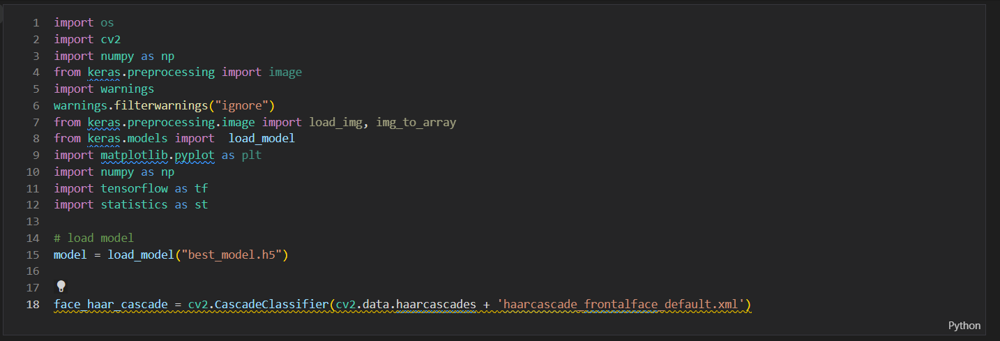 1 import os
2 import cv2
3 import numpy as np
4 from keras.preprocessing import image
5 import warnings
6 warnings.filterwarnings("ignore")
7 from keras.preprocessing.image import load_img, img_to_array
8 from keras.models import  load_model
9 import matplotlib.pyplot as plt
10 import numpy as np
11 import tensorflow as tf
12 import statistics as st
13
14 # load model
15 model = load_model("best_model.h5")
16
17
18 face_haar_cascade = cv2.CascadeClassifier(cv2.data.haarcascades + 'haarcascade_frontalface_default.xml')
Python